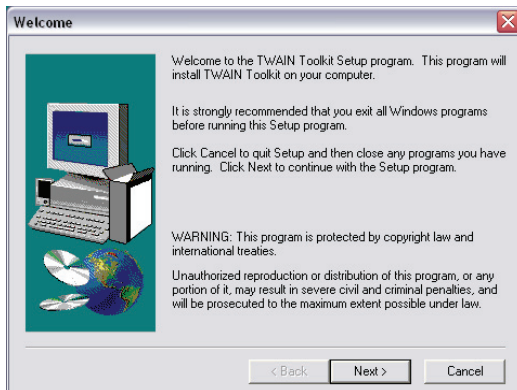 Welcome
Welcome to the TWAIN Toolkit Setup program. This program will
install TWAIN Toolkit on your computer.
It is strongly recommended that you exit all Windows programs
before running this Setup program.
Click Cancel to quit Setup and then close any programs you have
running. Click Next to continue with the Setup program.
WARNING: This program is protected by copyright law and
international treaties.
Unauthorized reproduction or distribution of this program, or any
portion of it, may result in severe civil and criminal penalties, and
will be prosecuted to the maximum extent possible under law.
< Back
Next >
Cancel